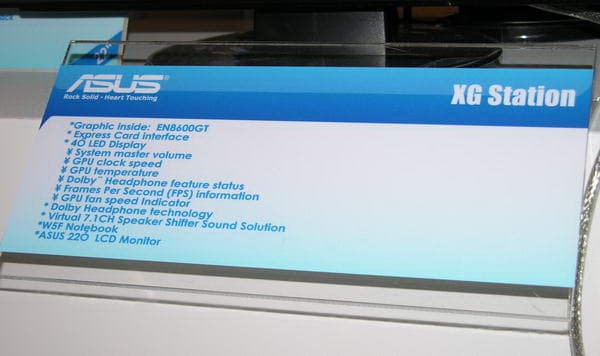 22
ASUS®
Rock Solid · Heart Touching
XG Station
*Graphic inside: EN8600GT
* Express Card interface
* 4Ó LED Display
¥ System master volume
¥ GPU clock speed
¥ GPU temperature
¥ Dolby¨ Headphone feature status
¥ Frames Per Second (FPS) information
¥ GPU fan speed Indicator
* Dolby Headphone technology
* Virtual 7.1CH Speaker Shifter Sound Solution
*W5F Notebook
*ASUS 22Ó LCD Monitor